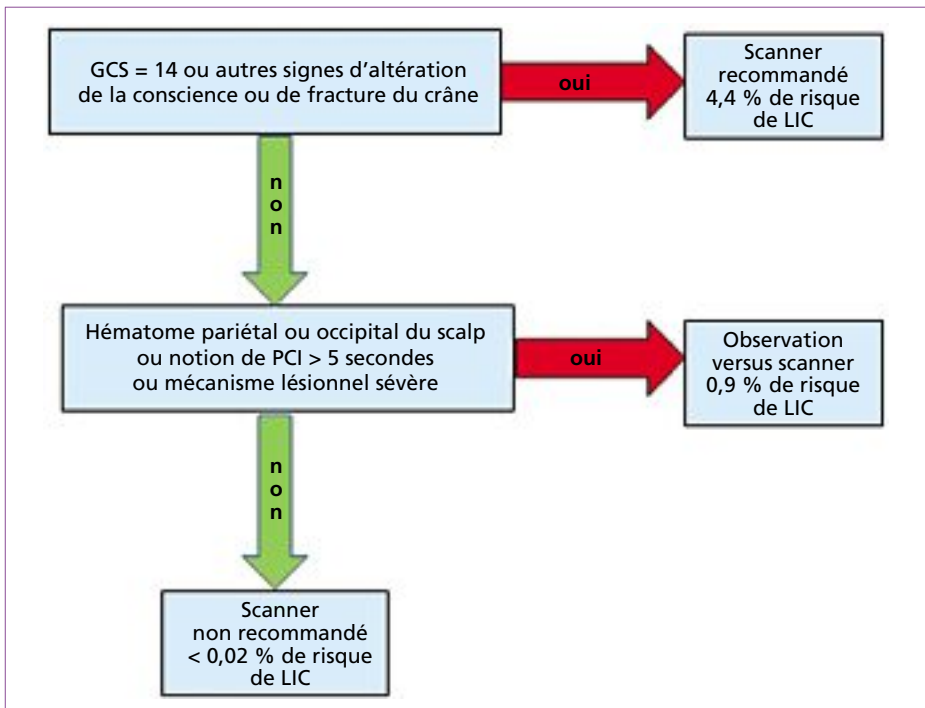 GCS = 14 ou autres signes d'altération
de la conscience ou de fracture du crâne
oui
Scanner
recommandé
4,4 % de risque
de LIC
non
Hématome pariétal ou occipital du scalp
ou notion de PCI > 5 secondes
ou mécanisme lésionnel sévère
oui
Observation
versus scanner
0,9 % de risque
de LIC
non
Scanner
non recommandé
< 0,02 % de risque
de LIC